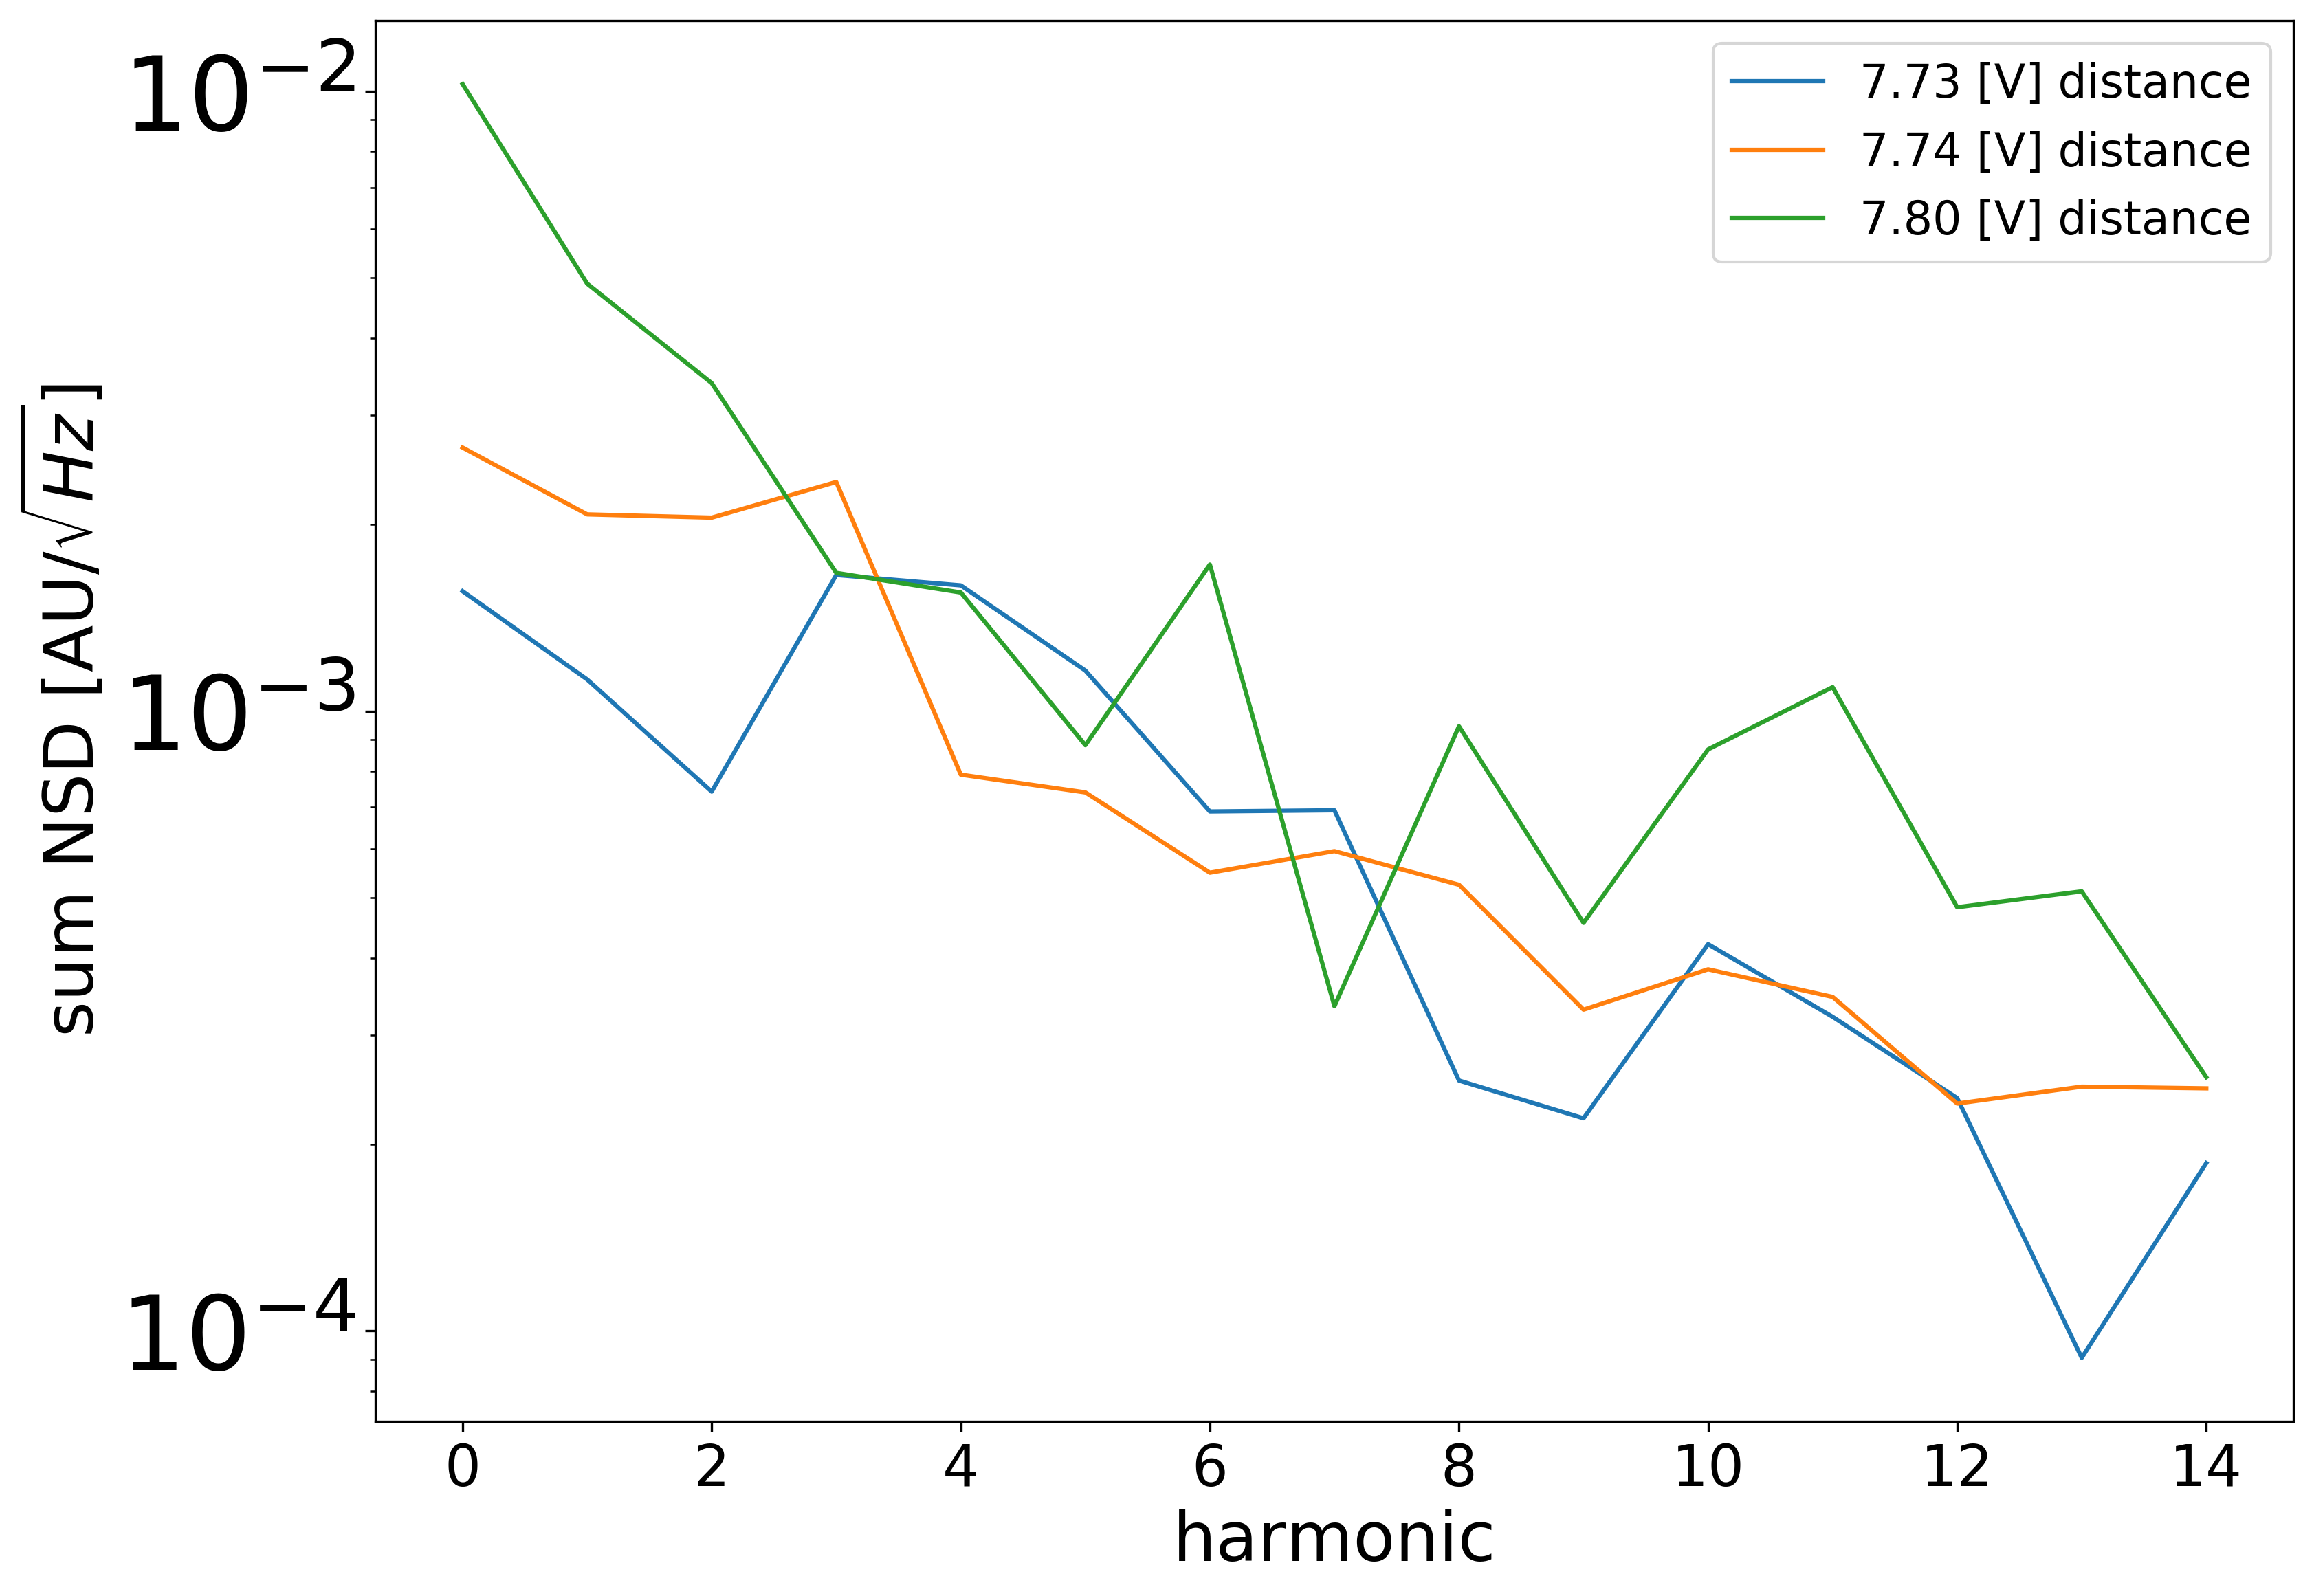 7.73 [V] distance
7.74 [V] distance
7.80 [V] distance
sum NSD [AU/√Hz]
10⁻²
10⁻³
10⁻⁴
0 2 4 6 8 10 12 14
harmonic